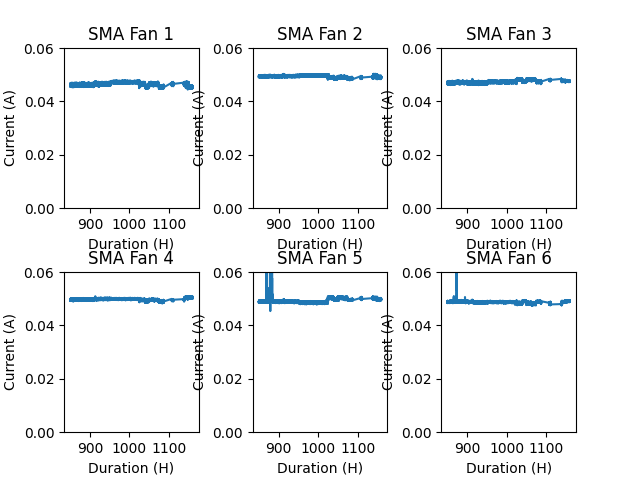 SMA Fan 1
SMA Fan 2
SMA Fan 3
Current (A)
0.06
0.04
0.02
0.00
900 1000 1100
Duration (H)
Current (A)
0.06
0.04
0.02
0.00
900 1000 1100
Duration (H)
Current (A)
0.06
0.04
0.02
0.00
900 1000 1100
Duration (H)
SMA Fan 4
SMA Fan 5
SMA Fan 6
Current (A)
0.06
0.04
0.02
0.00
900 1000 1100
Duration (H)
Current (A)
0.06
0.04
0.02
0.00
900 1000 1100
Duration (H)
Current (A)
0.06
0.04
0.02
0.00
900 1000 1100
Duration (H)